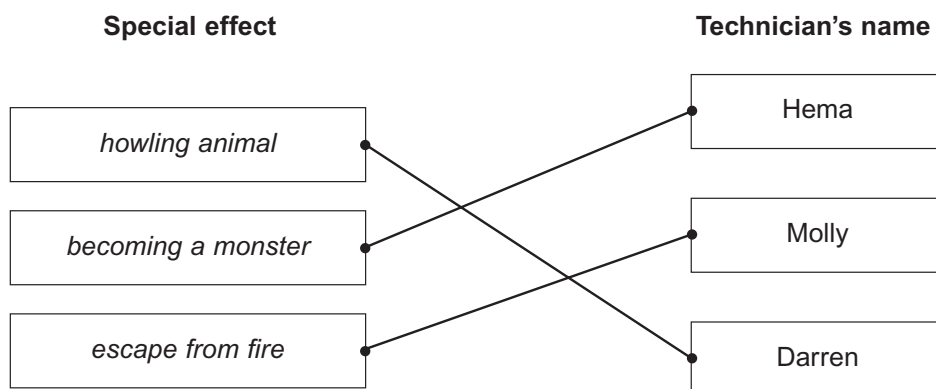 Special effect
Technician’s name
howling animal
becoming a monster
escape from fire
Hema
Molly
Darren